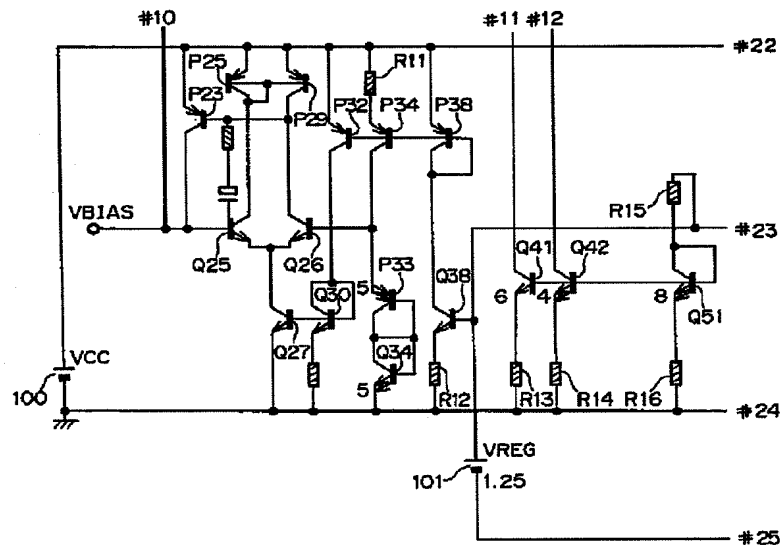 #10
#11 #12
#22
P25
P23
R11
P29
P32
P34
P38
VBIAS
R15
#23
Q25
Q26
Q41
Q42
5
P33
Q38
6
4
8
Q51
Q30
Q27
Q34
5
VCC
100
R12
R13
R14
R16
#24
VREG
101
1.25
#25